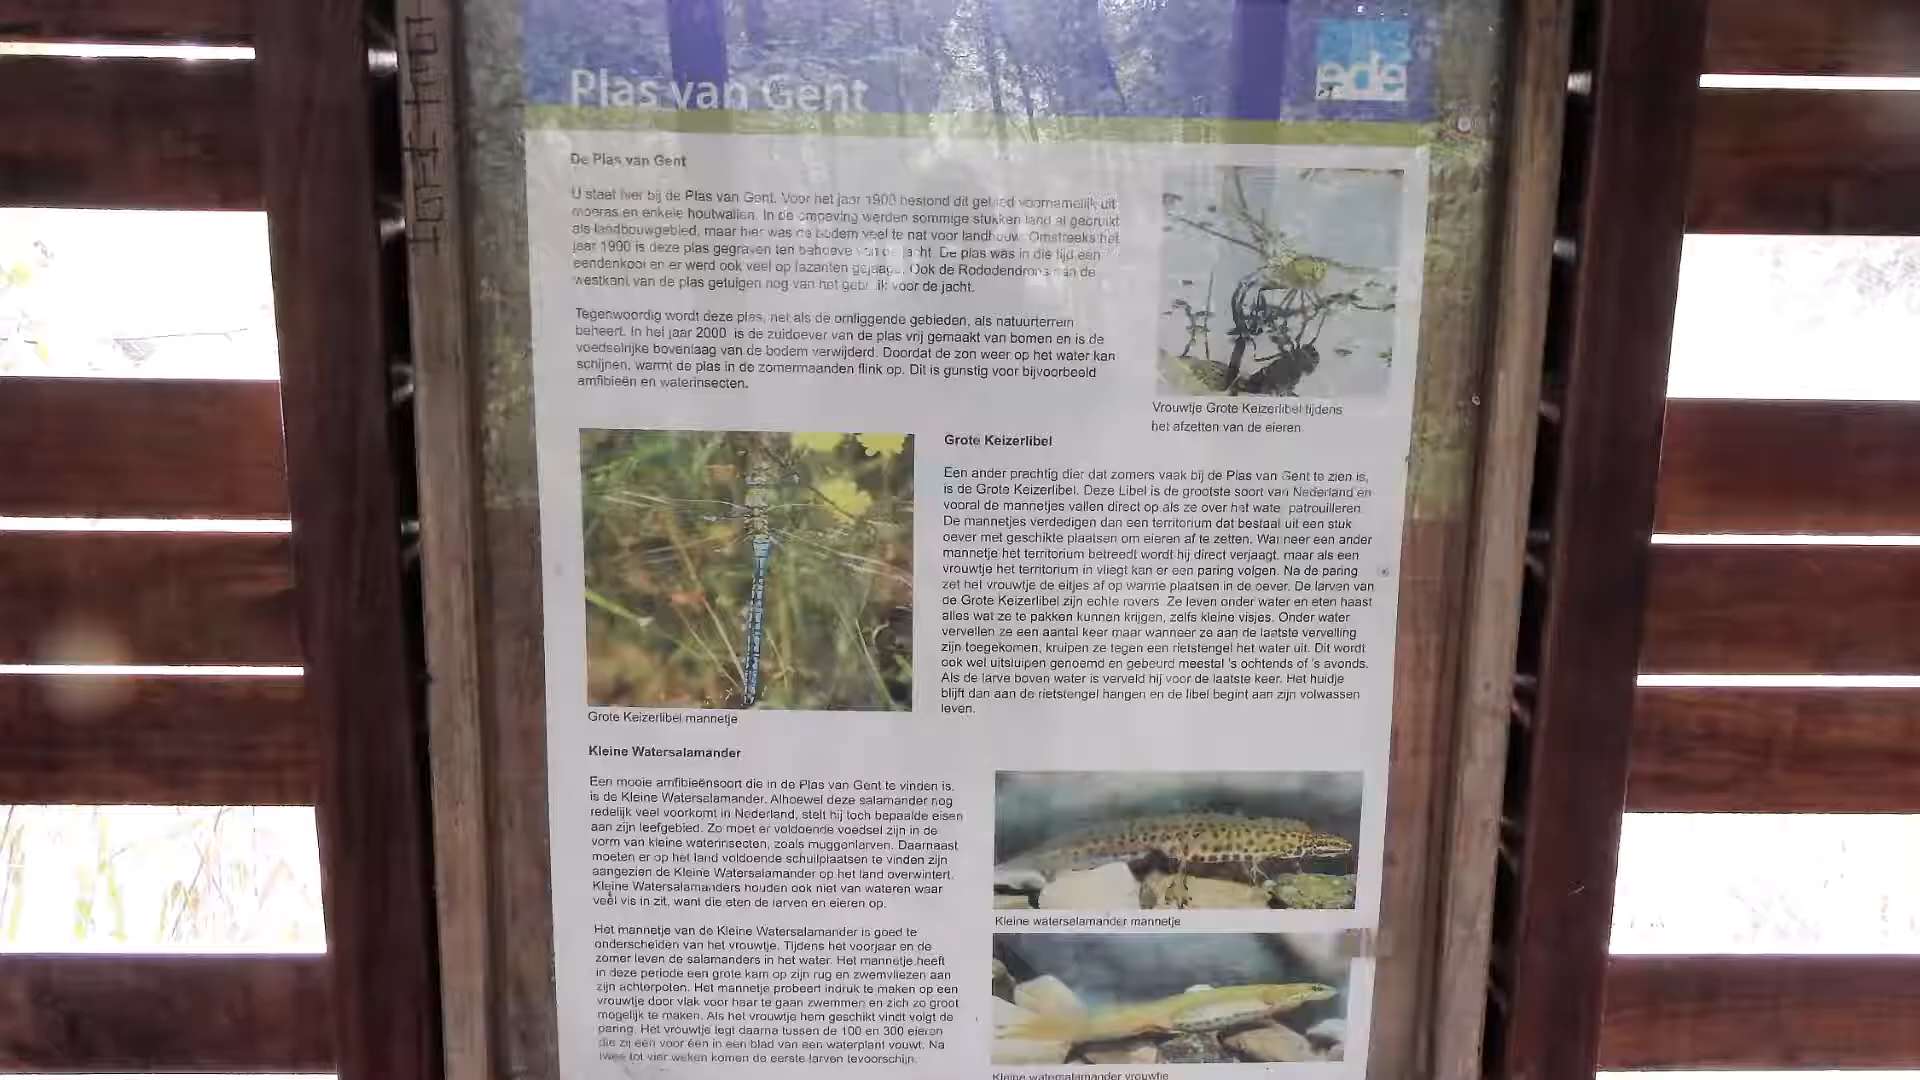 Plas van Gent
ede
De Plas van Gent
U staat hier bij de Plas van Gent. Voor het jaar 1900 bestond dit gebied voornamelijk uit
moeras en enkele houtwallen. In de omgeving werden sommige stukken land al gebruikt
als landbouwgebied, maar hier was de bodem veel te nat voor landbouw. Omstreeks het
jaar 1900 is deze plas gegraven ten behoeve van de jacht. De plas was in die tijd een
eendenkooi en er werd ook veel op fazanten gejaagd. Ook de Rododendrons aan de
westkant van de plas getuigen nog van het gebruik voor de jacht.
Tegenwoordig wordt deze plas, net als de omliggende gebieden, als natuurterrein
beheert. In het jaar 2000 is de zuidoever van de plas vrij gemaakt van bomen en is de
voedselrijke bovenlaag van de bodem verwijderd. Doordat de zon weer op het water kan
schijnen, warmt de plas in de zomermaanden flink op. Dit is gunstig voor bijvoorbeeld
amfibieën en waterinsecten.
Vrouwtje Grote Keizerlibel tijdens
het afzetten van de eieren
Grote Keizerlibel
Een ander prachtig dier dat zomers vaak bij de Plas van Gent te zien is,
is de Grote Keizerlibel. Deze Libel is de grootste soort van Nederland en
vooral de mannetjes vallen direct op als ze over het water patrouilleren.
De mannetjes verdedigen dan een territorium dat bestaat uit een stuk
oever met geschikte plaatsen om eieren af te zetten. Wanneer een ander
mannetje het territorium betreedt wordt hij direct verjaagt, maar als een
vrouwtje het territorium in vliegt kan er een paring volgen. Na de paring
zet het vrouwtje de eitjes af op warme plaatsen in de oever. De larven van
de Grote Keizerlibel zijn echte rovers. Ze leven onder water en eten haast
alles wat ze te pakken kunnen krijgen, zelfs kleine visjes. Onder water
vervellen ze een aantal keer maar wanneer ze aan de laatste vervelling
zijn toegekomen, kruipen ze tegen een rietstengel het water uit. Dit wordt
ook wel uitsluipen genoemd en gebeurd meestal 's ochtends of 's avonds.
Als de larve boven water is verveld hij voor de laatste keer. Het huidje
blijft dan aan de rietstengel hangen en de libel begint aan zijn volwassen
leven.
Grote Keizerlibel mannetje
Kleine Watersalamander
Een mooie amfibieënsoort die in de Plas van Gent te vinden is,
is de Kleine Watersalamander. Alhoewel deze salamander nog
redelijk veel voorkomt in Nederland, stelt hij toch bepaalde eisen
aan zijn leefgebied. Zo moet er voldoende voedsel zijn in de
vorm van kleine waterinsecten, zoals muggenlarven. Daarnaast
moeten er op het land voldoende schuilplaatsen te vinden zijn
aangezien de Kleine Watersalamander op het land overwintert.
Kleine Watersalamanders houden ook niet van wateren waar
veel vis in zit, want die eten de larven en eieren op.
Het mannetje van de Kleine Watersalamander is goed te
onderscheiden van het vrouwtje. Tijdens het voorjaar en de
zomer leven de salamanders in het water. Het mannetje heeft
in deze periode een grote kam op zijn rug en zwemvliezen aan
zijn achterpoten. Het mannetje probeert indruk te maken op een
vrouwtje door vlak voor haar te gaan zwemmen en zich zo groot
mogelijk te maken. Als het vrouwtje hem geschikt vindt volgt de
paring. Het vrouwtje legt daarna tussen de 100 en 300 eieren
die zij één voor één in een blad van een waterplant vouwt. Na
twee tot vier weken komen de eerste larven tevoorschijn.
Kleine watersalamander mannetje
Kleine watersalamander vrouwtje